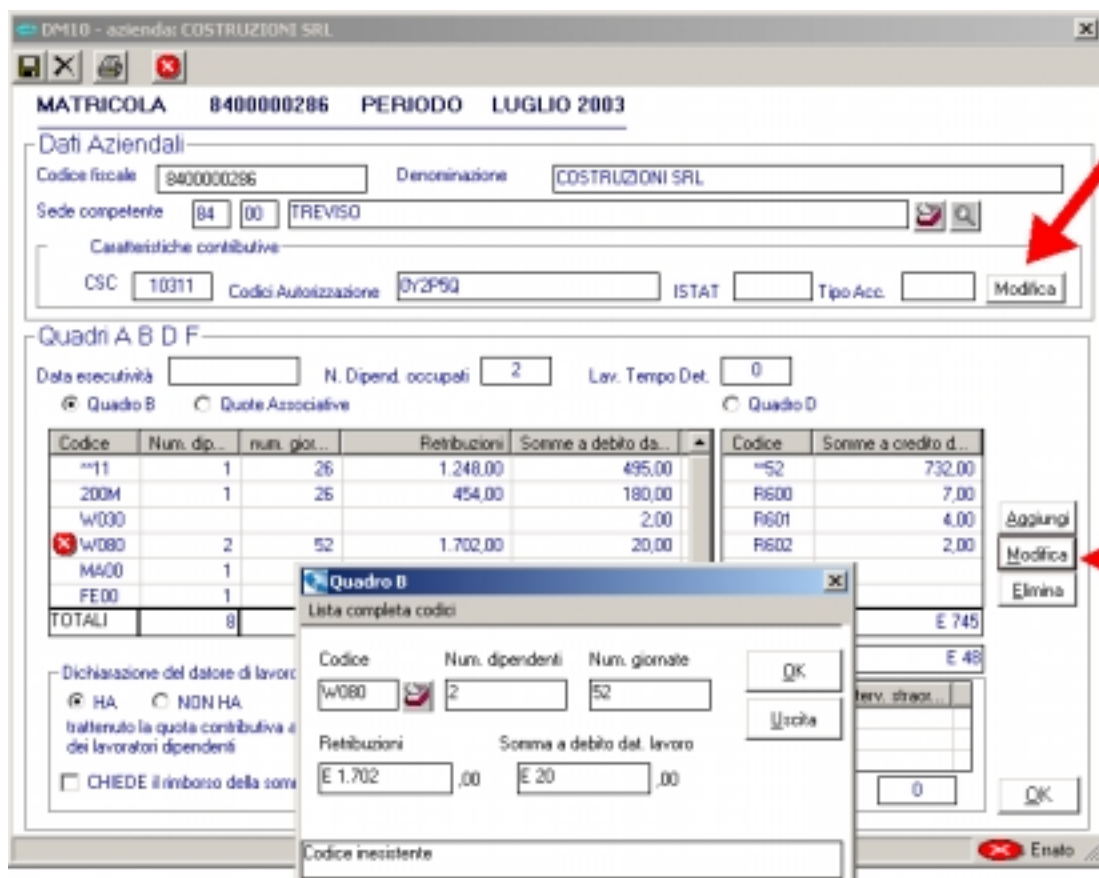 DM10 - azienda: COSTRUZIONI SRL
MATRICOLA 8400000286 PERIODO LUGLIO 2003
Dati Aziendali
Codice fiscale 8400000286 Denominazione COSTRUZIONI SRL
Sede competente 84 00 TREVISO
Caratteristiche contributive
CSC 10311 Codici Autorizzazione 0Y2P5Q ISTAT Tipo Acc. Modifica
Quadri A B D F
Data esecutività N. Dipend. occupati 2 Lav. Tempo Det. 0
Quadro B Quote Associative Quadro D
Codice Num. dip... num. gior... Retribuzioni Somme a debito da... Codice Somme a credito d...
**11 1 26 1.248,00 495,00 **52 732,00
200M 1 26 454,00 180,00 R600 7,00
W030 2,00 R601 4,00 Aggiungi
W080 2 52 1.702,00 20,00 R602 2,00 Modifica
MA00 1
FE00 1 Elimina
TOTALI 8 E 745
E 48
Quadro B
Lista completa codici
Codice Num. dipendenti Num. giornate OK
W080 2 52
Uscita
Retribuzioni Somma a debito dat. lavoro
E 1.702 ,00 E 20 ,00
Codice inesistente
Dichiarazione del datore di lavoro
HA NON HA terv. straor...
trattenuto la quota contributiva a
dei lavoratori dipendenti
CHIEDE il rimborso della som 0 OK
Errato